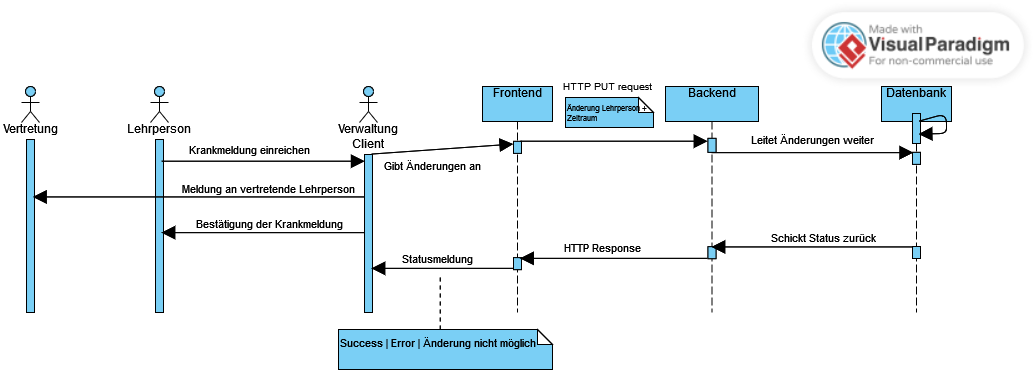 Made with
Visual Paradigm
For non-commercial use
HTTP PUT request
Frontend
Backend
Datenbank
Änderung Lehrperson +
Zeitraum
Vertretung
Lehrperson
Verwaltung
Client
Krankmeldung einreichen
Gibt Änderungen an
Leitet Änderungen weiter
Meldung an vertretende Lehrperson
Bestätigung der Krankmeldung
Schickt Status zurück
HTTP Response
Statusmeldung
Success | Error | Änderung nicht möglich